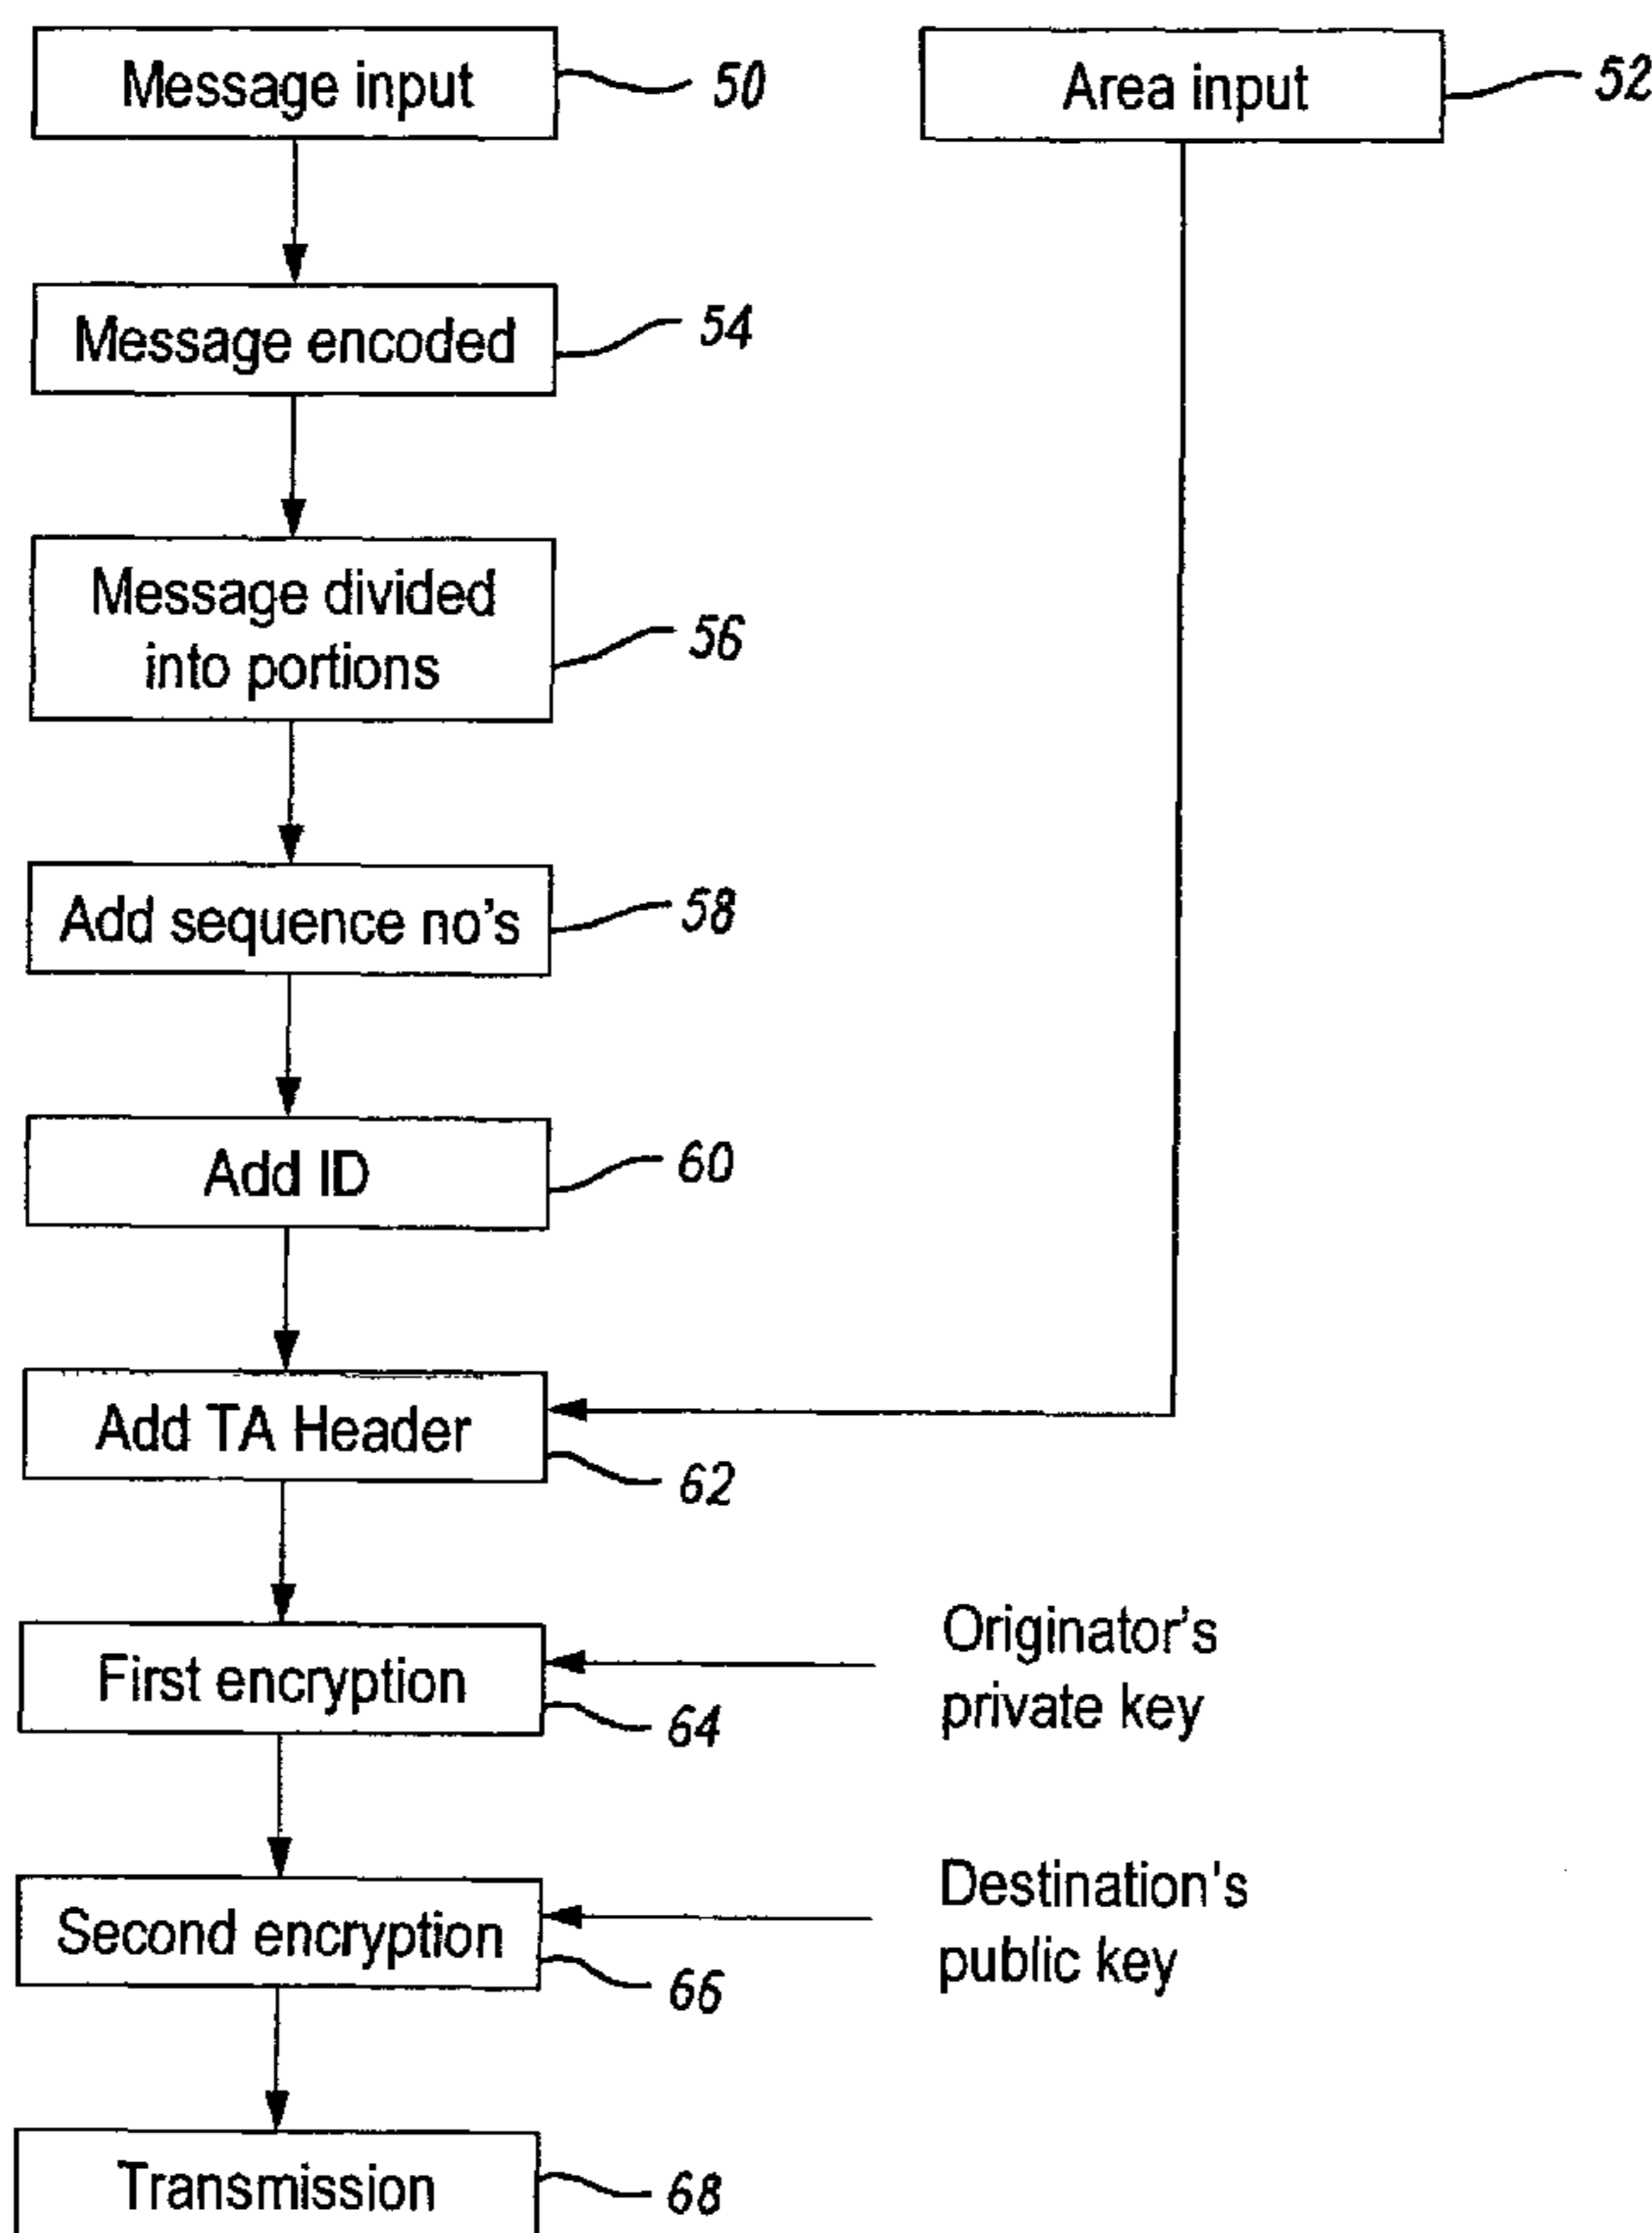 Message input
50
Area input
52
Message encoded
54
Message divided
into portions
56
Add sequence no's
58
Add ID
60
Add TA Header
62
First encryption
64
Originator's
private key
Second encryption
66
Destination's
public key
Transmission
68